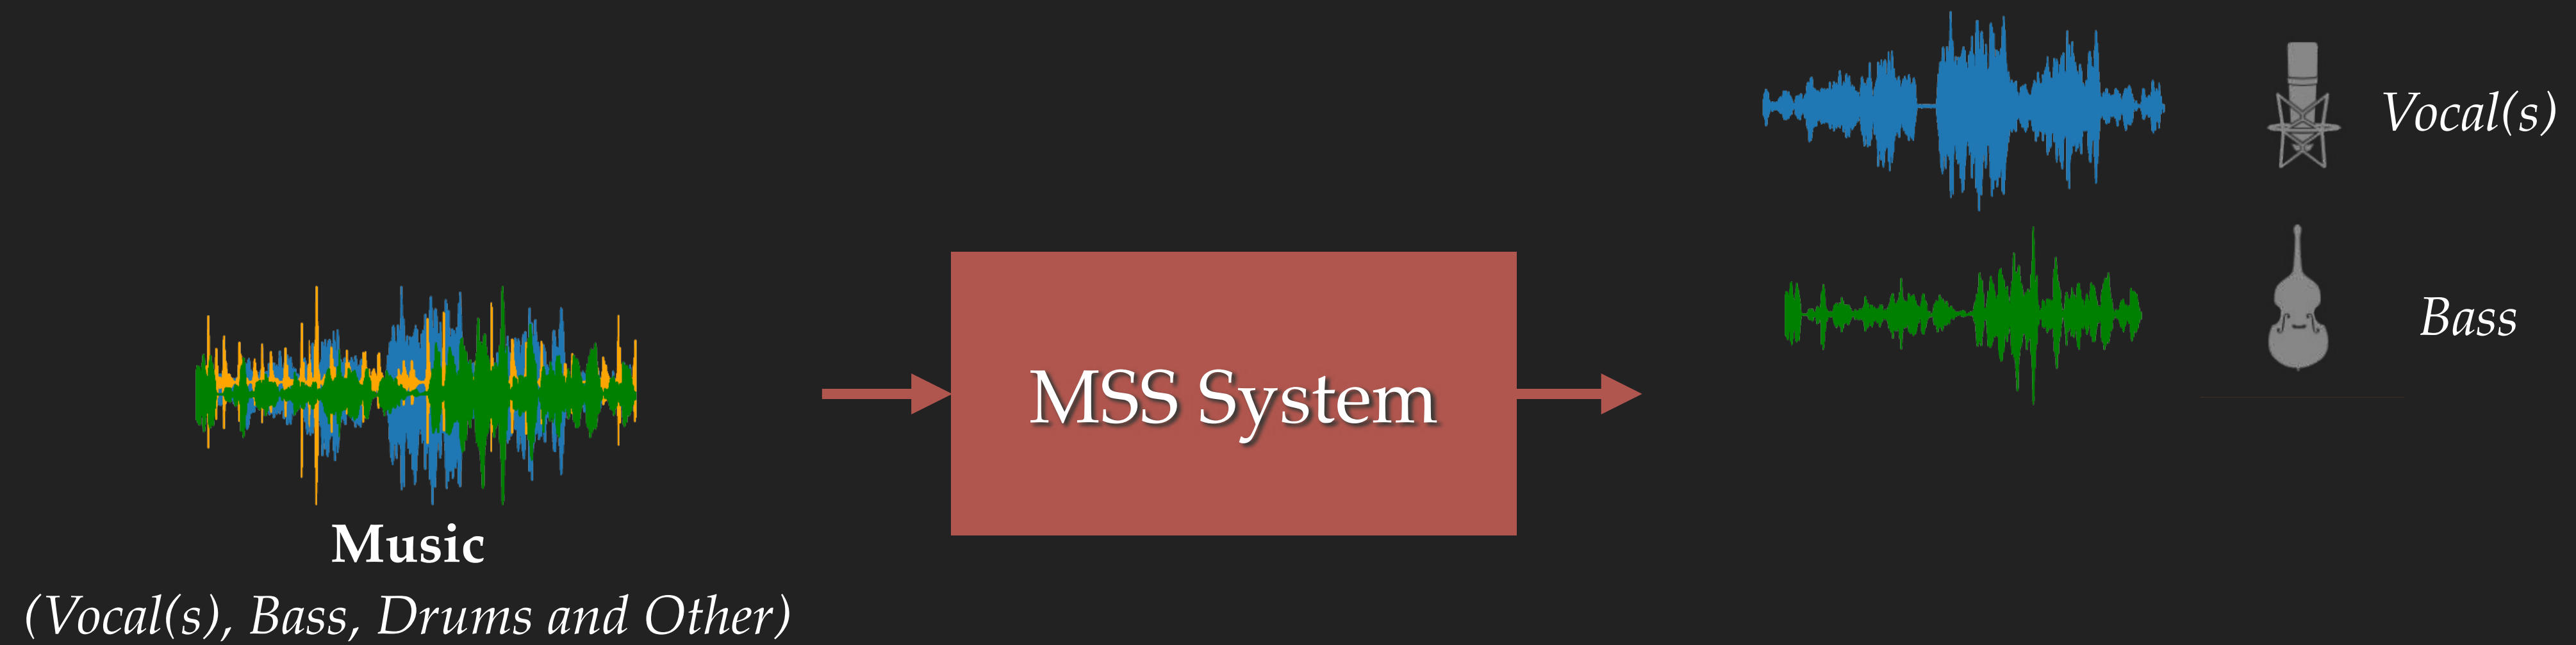 Music
(Vocal(s), Bass, Drums and Other)
MSS System
Vocal(s)
Bass